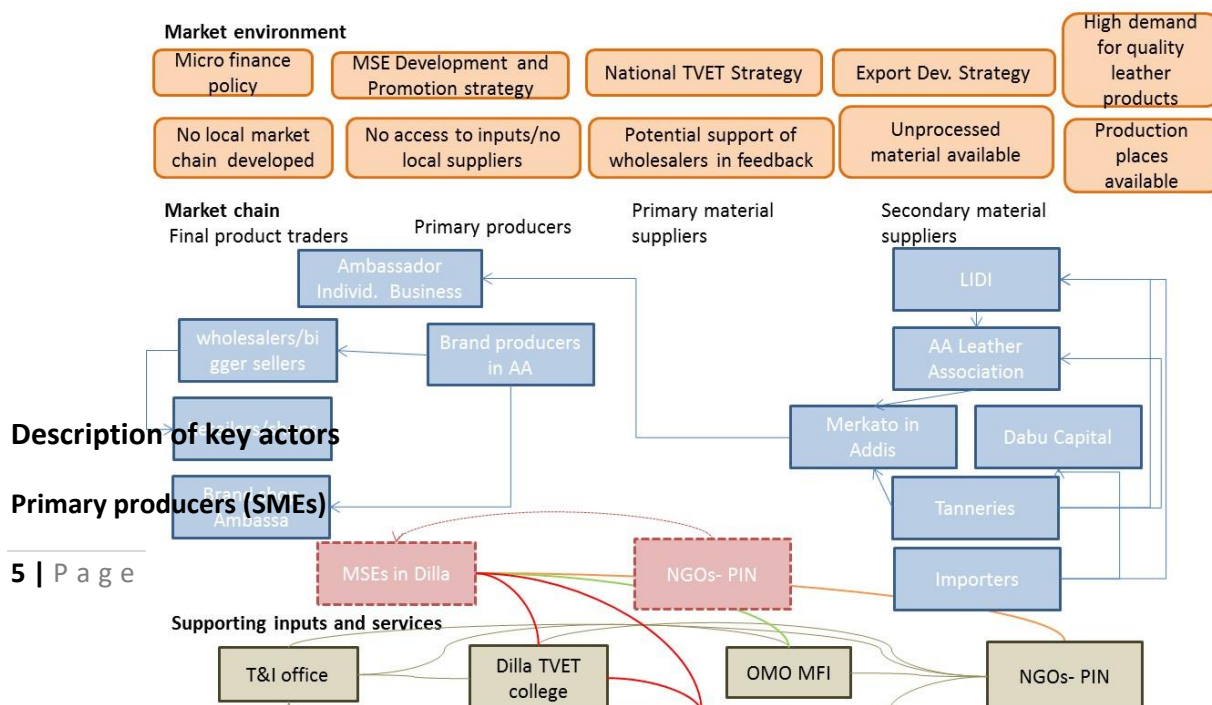 Market environment
Micro finance
policy
MSE Development and
Promotion strategy
National TVET Strategy
Export Dev. Strategy
High demand
for quality
leather
products
No local market
chain developed
No access to inputs/no
local suppliers
Potential support of
wholesalers in feedback
Unprocessed
material available
Production
places
available
Market chain
Final product traders
Primary producers
Primary material
suppliers
Secondary material
suppliers
Ambassador
Individ. Business
LIDI
wholesalers/bi
gger sellers
Brand producers
in AA
AA Leather
Association
Description of key actors
Merkato in
Addis
Dabu Capital
Primary producers (SMEs)
Brand
Ambassa
Tanneries
5 | Page
MSEs in Dilla
NGOs- PIN
Importers
Supporting inputs and services
T&I office
Dilla TVET
college
OMO MFI
NGOs- PIN